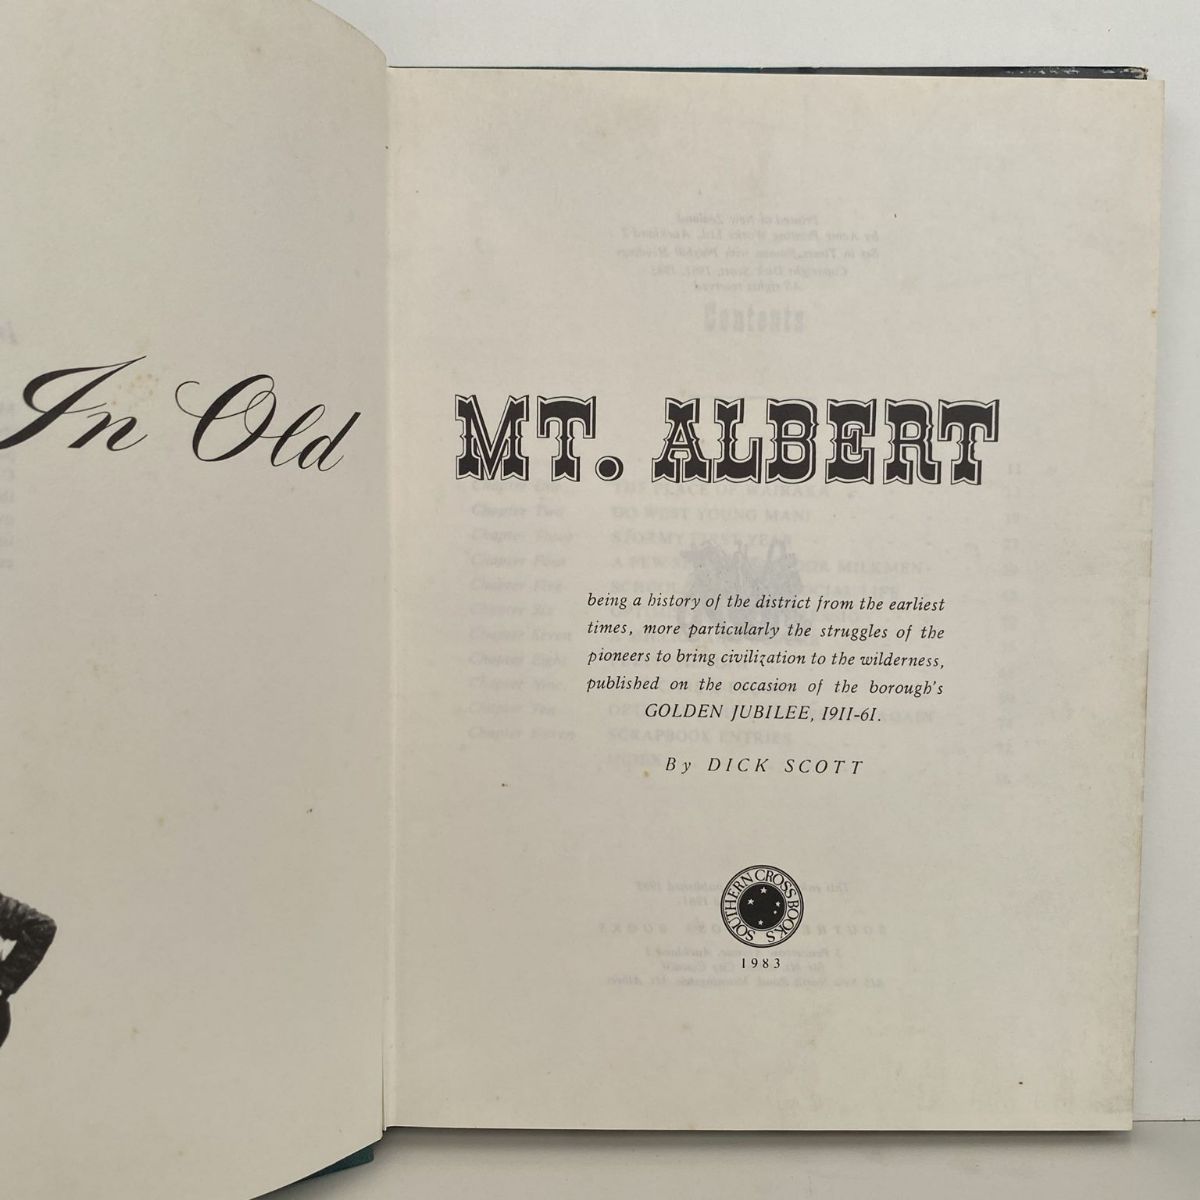 In Old
MT. ALBERT
being a history of the district from the earliest
times, more particularly the struggles of the
pioneers to bring civilization to the wilderness,
published on the occasion of the borough's
GOLDEN JUBILEE, 1911-61.
By DICK SCOTT
SOUTHERN CROSS BOOKS
1983